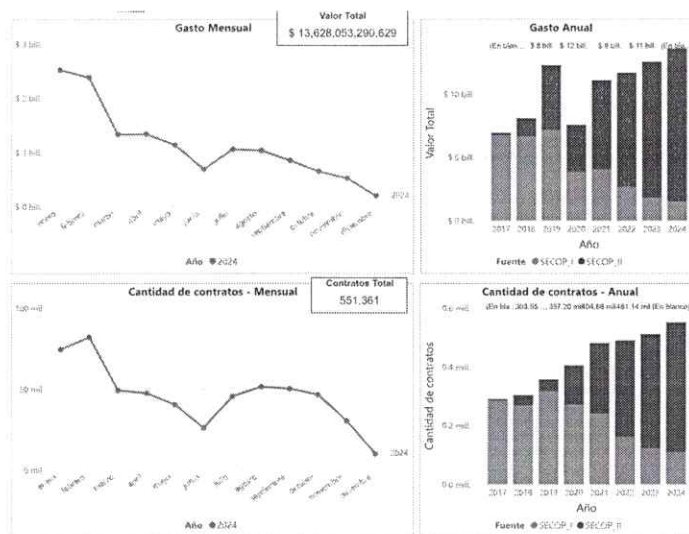 Gasto Mensual
Valor Total
$ 13,628,053,290,629
$ 3 bill.
$ 2 bill.
$ 1 bill.
$ 0 bill.
enero
febrero
marzo
abril
mayo
junio
julio
agosto
septiembre
octubre
noviembre
diciembre
2024
Año 2024
Gasto Anual
(En blan... $ 8 bill. $ 12 bill.
Valor Total
$ 10 bill.
$ 5 bill.
$ 0 bill.
2017 2018 2019 2020 2021 2022 2023 2024
Año
Fuente SECOP_I SECOP_II
Cantidad de contratos - Mensual
Contratos Total
551,361
100 mil
50 mil
0 mil
enero
febrero
marzo
abril
mayo
junio
julio
agosto
septiembre
octubre
noviembre
diciembre
2024
Año 2024
Cantidad de contratos - Anual
Cantidad de contratos
0.6 mill.
0.4 mill.
0.2 mill.
0.0 mill.
2017 2018 2019 2020 2021 2022 2023 2024
Año
Fuente SECOP_I SECOP_II